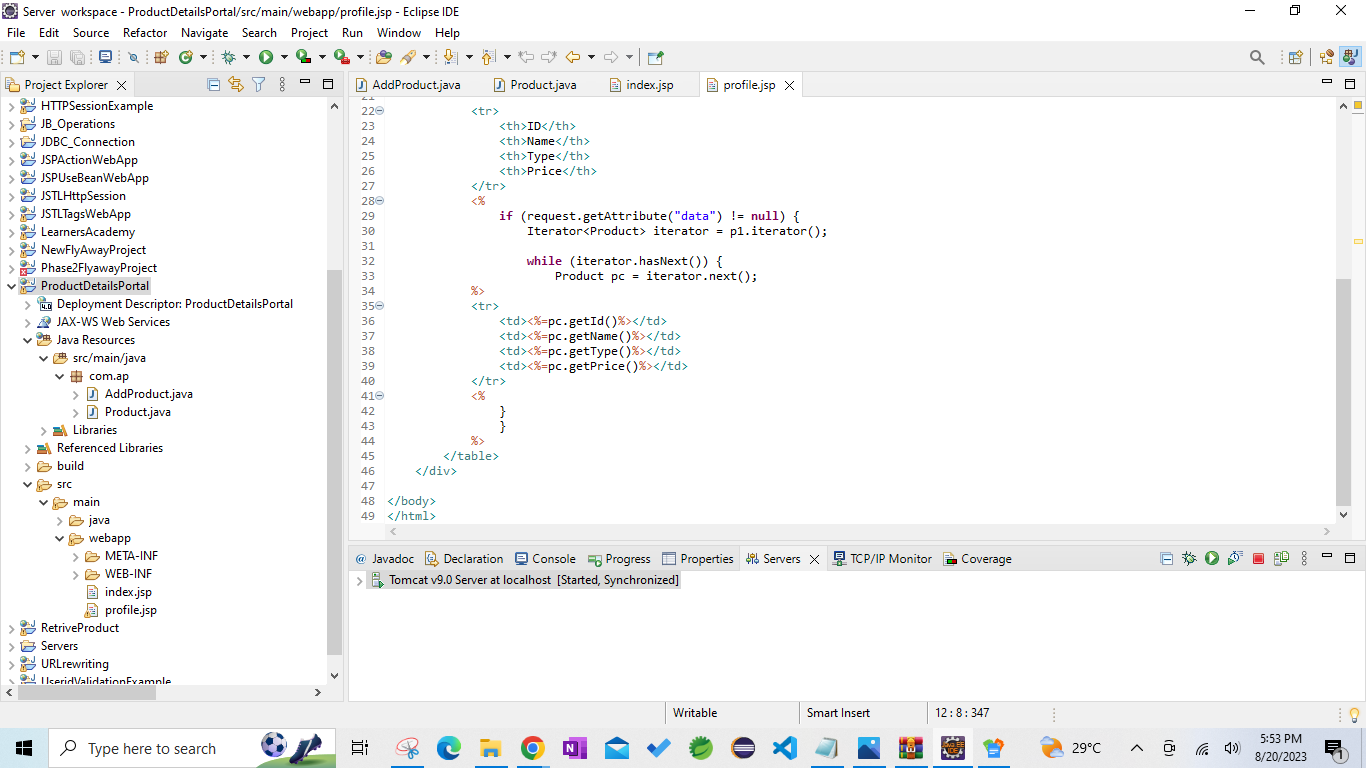 Server workspace - ProductDetailsPortal/src/main/webapp/profile.jsp - Eclipse IDE
File Edit Source Refactor Navigate Search Project Run Window Help
Project Explorer
AddProduct.java Product.java index.jsp profile.jsp
HTTPSessionExample
JB_Operations
JDBC_Connection
JSPActionWebApp
JSPUseBeanWebApp
JSTLHttpSession
JSTLTagsWebApp
LearnersAcademy
NewFlyAwayProject
Phase2FlyawayProject
ProductDetailsPortal
Deployment Descriptor: ProductDetailsPortal
JAX-WS Web Services
Java Resources
src/main/java
com.ap
AddProduct.java
Product.java
Libraries
Referenced Libraries
build
src
main
java
webapp
META-INF
WEB-INF
index.jsp
profile.jsp
RetriveProduct
Servers
URLrewriting
UseridValidationExample
21
22 <tr>
23 <th>ID</th>
24 <th>Name</th>
25 <th>Type</th>
26 <th>Price</th>
27 </tr>
28 <%
29 if (request.getAttribute("data") != null) {
30 Iterator<Product> iterator = p1.iterator();
31
32 while (iterator.hasNext()) {
33 Product pc = iterator.next();
34 %>
35 <tr>
36 <td><%=pc.getId()%></td>
37 <td><%=pc.getName()%></td>
38 <td><%=pc.getType()%></td>
39 <td><%=pc.getPrice()%></td>
40 </tr>
41 <%
42 }
43 }
44 %>
45 </table>
46 </div>
47
48 </body>
49 </html>
@ Javadoc Declaration Console Progress Properties Servers TCP/IP Monitor Coverage
Tomcat v9.0 Server at localhost [Started, Synchronized]
Writable Smart Insert 12 : 8 : 347
Type here to search
29°C
5:53 PM
8/20/2023
1